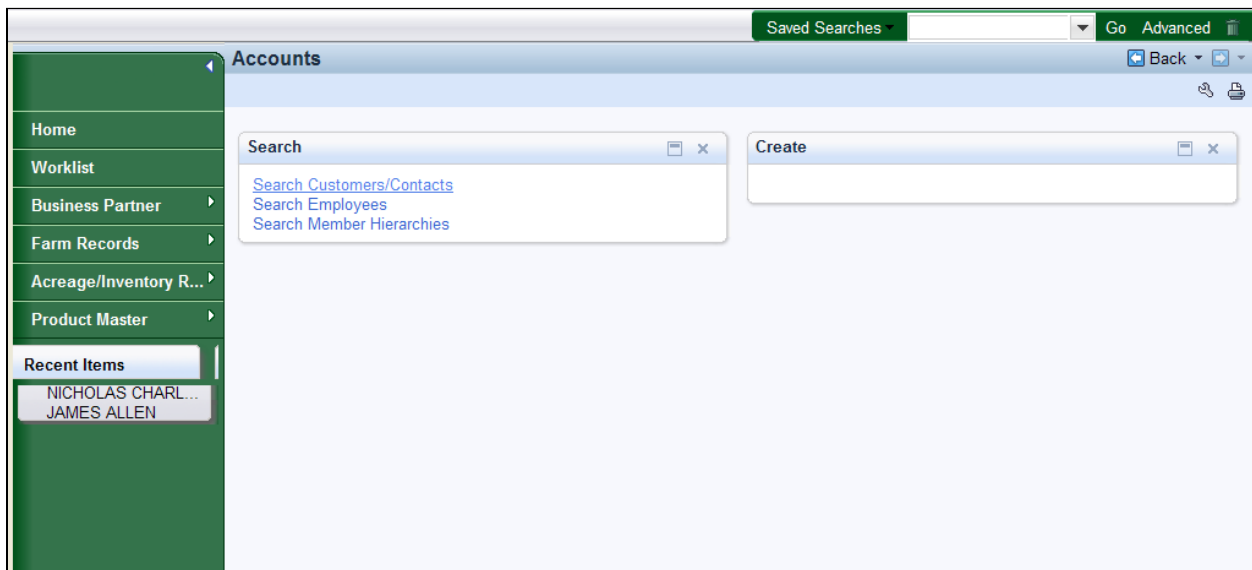 Saved Searches Go Advanced
Accounts Back
Home
Worklist
Business Partner
Farm Records
Acreage/Inventory R...
Product Master
Recent Items
NICHOLAS CHARL...
JAMES ALLEN
Search
Search Customers/Contacts
Search Employees
Search Member Hierarchies
Create